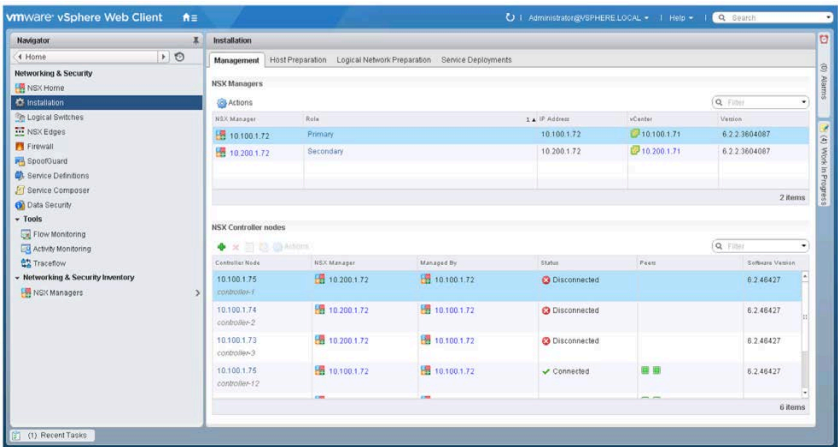 vmware® vSphere Web Client
Administrator@VSPHERE.LOCAL
Help
Search
Navigator
Home
Networking & Security
NSX Home
Installation
Logical Switches
NSX Edges
Firewall
SpoofGuard
Service Definitions
Service Composer
Data Security
Tools
Flow Monitoring
Activity Monitoring
Traceflow
Networking & Security Inventory
NSX Managers
Installation
Management Host Preparation Logical Network Preparation Service Deployments
NSX Managers
Actions
Filter
NSX Manager Role 1 IP Address vCenter Version
10.100.1.72 Primary 10.100.1.72 10.100.1.71 6.2.2.3604087
10.200.1.72 Secondary 10.200.1.72 10.200.1.71 6.2.2.3604087
2 items
NSX Controller nodes
Actions
Filter
Controller Node NSX Manager Managed By Status Peers Software Version
10.100.1.75 10.200.1.72 10.100.1.72 Disconnected 6.2.46427
controller-1
10.100.1.74 10.200.1.72 10.100.1.72 Disconnected 6.2.46427
controller-2
10.100.1.73 10.200.1.72 10.100.1.72 Disconnected 6.2.46427
controller-3
10.100.1.75 10.100.1.72 10.100.1.72 Connected 6.2.46427
controller-12
6 items
(0) Alarms
(4) Work In Progress
(1) Recent Tasks